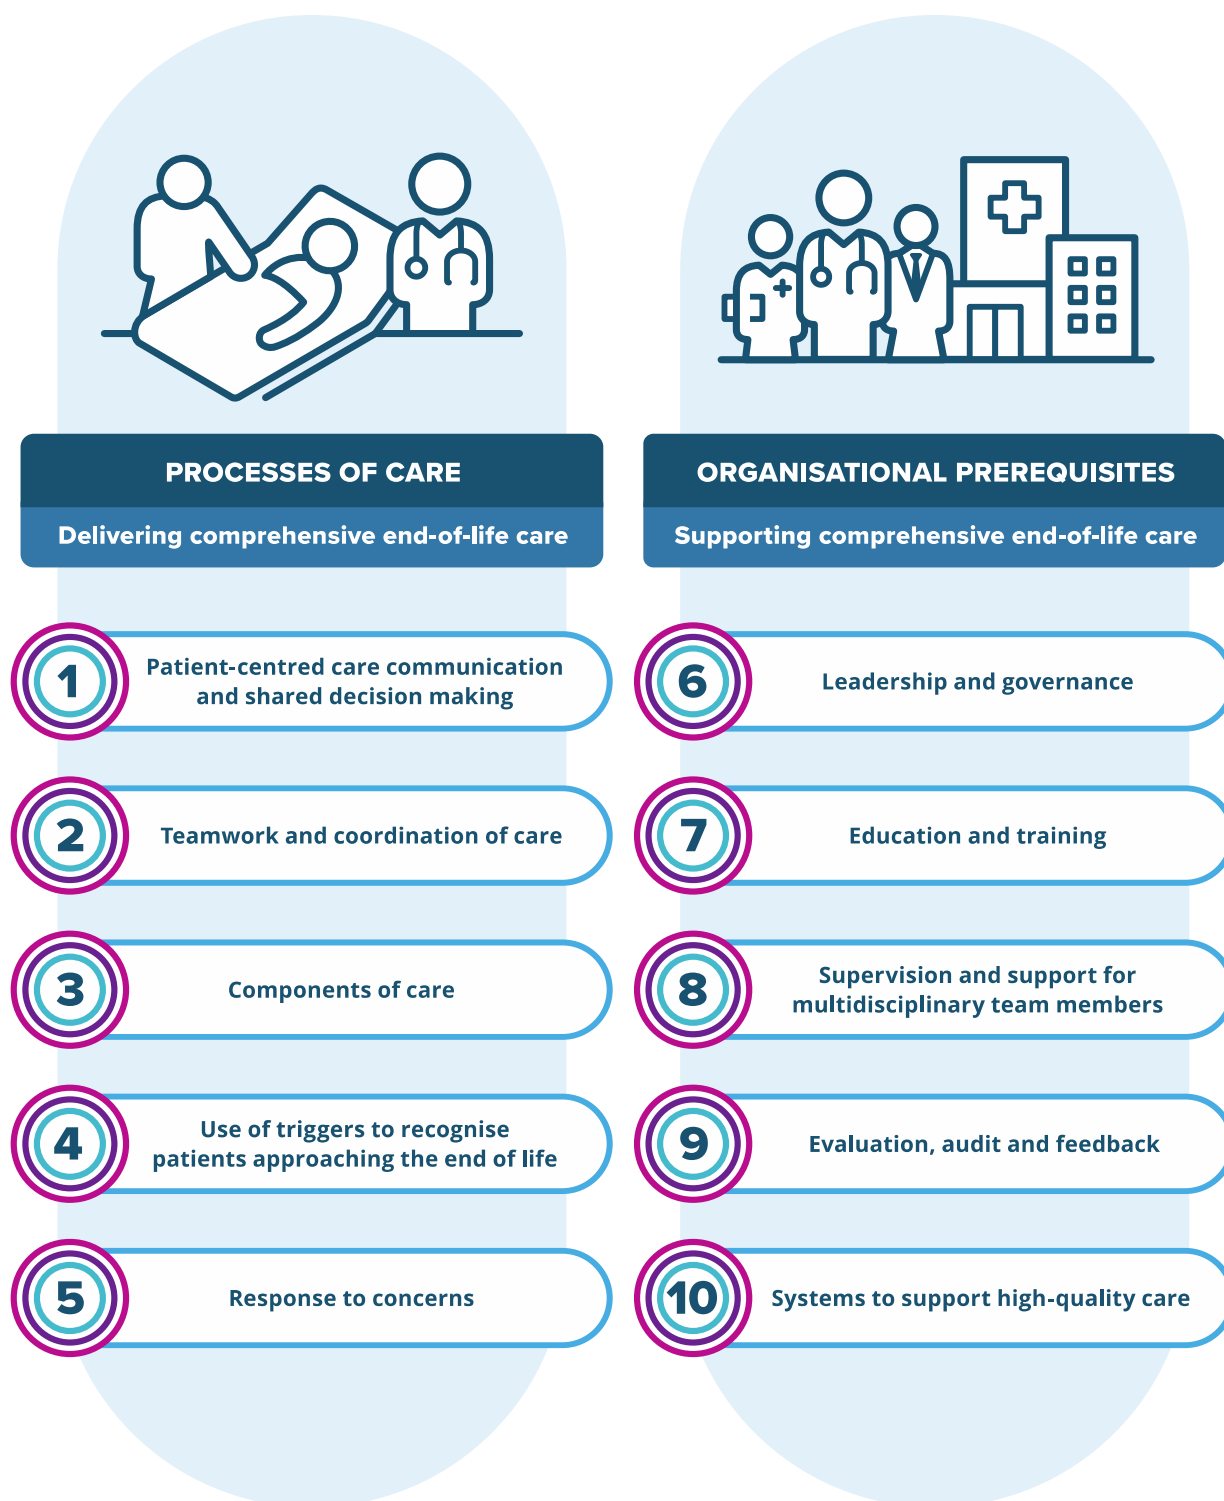 PROCESSES OF CARE
Delivering comprehensive end-of-life care
1
Patient-centred care communication
and shared decision making
2
Teamwork and coordination of care
3
Components of care
4
Use of triggers to recognise
patients approaching the end of life
5
Response to concerns
ORGANISATIONAL PREREQUISITES
Supporting comprehensive end-of-life care
6
Leadership and governance
7
Education and training
8
Supervision and support for
multidisciplinary team members
9
Evaluation, audit and feedback
10
Systems to support high-quality care